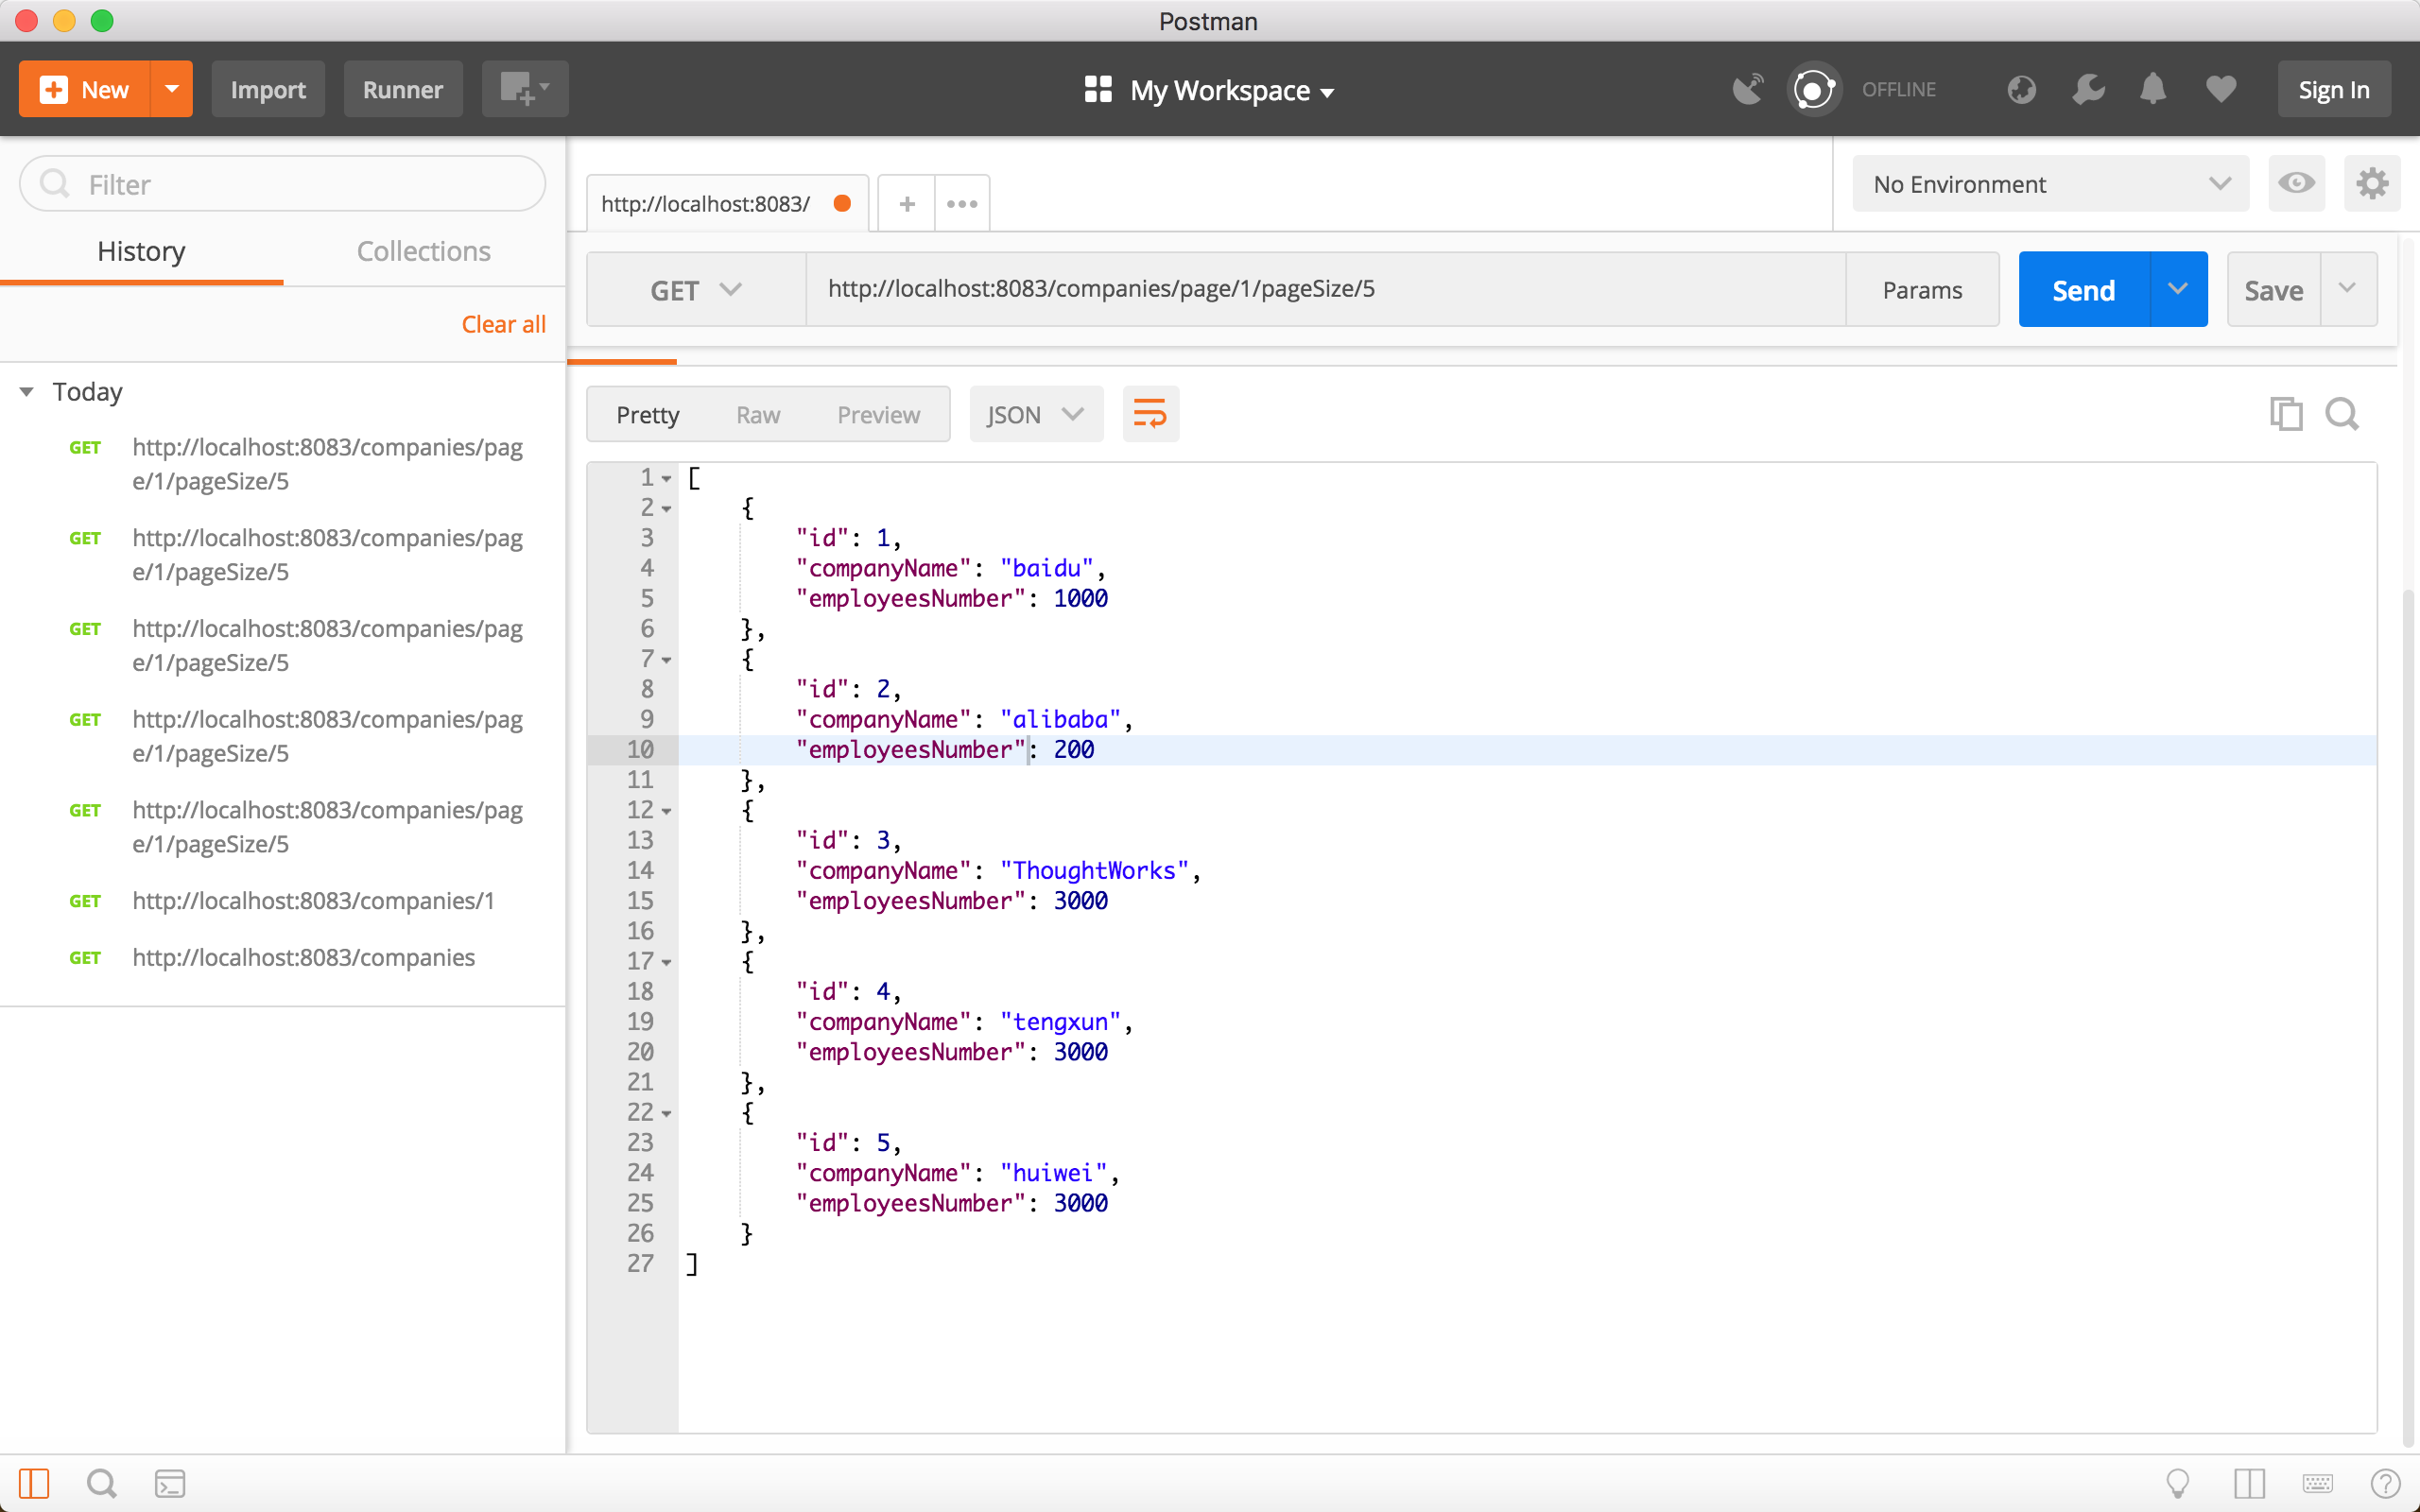 Postman
New
Import
Runner
My Workspace
OFFLINE
Sign In
Filter
History
Collections
Clear all
Today
GET http://localhost:8083/companies/pag
e/1/pageSize/5
GET http://localhost:8083/companies/pag
e/1/pageSize/5
GET http://localhost:8083/companies/pag
e/1/pageSize/5
GET http://localhost:8083/companies/pag
e/1/pageSize/5
GET http://localhost:8083/companies/pag
e/1/pageSize/5
GET http://localhost:8083/companies/1
GET http://localhost:8083/companies
http://localhost:8083/
No Environment
GET
http://localhost:8083/companies/page/1/pageSize/5
Params
Send
Save
Pretty
Raw
Preview
JSON
1 [
2 {
3 "id": 1,
4 "companyName": "baidu",
5 "employeesNumber": 1000
6 },
7 {
8 "id": 2,
9 "companyName": "alibaba",
10 "employeesNumber": 200
11 },
12 {
13 "id": 3,
14 "companyName": "ThoughtWorks",
15 "employeesNumber": 3000
16 },
17 {
18 "id": 4,
19 "companyName": "tengxun",
20 "employeesNumber": 3000
21 },
22 {
23 "id": 5,
24 "companyName": "huiwei",
25 "employeesNumber": 3000
26 }
27 ]